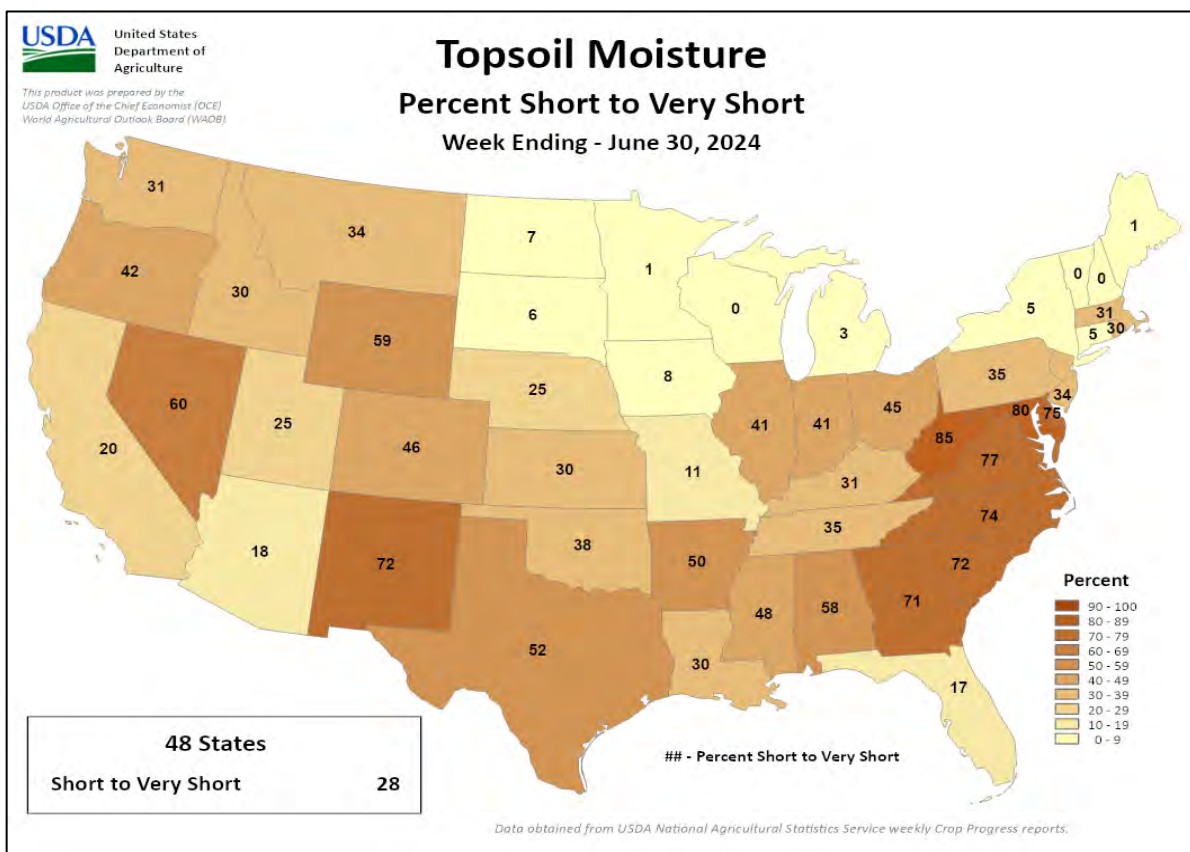 USDA
United States
Department of
Agriculture
This product was prepared by the
USDA Office of the Chief Economist (OCE)
World Agricultural Outlook Board (WAOB)
Topsoil Moisture
Percent Short to Very Short
Week Ending - June 30, 2024
31
34
7
1
1
42
30
6
0
3
5
0
0
31
5
30
59
8
35
34
60
25
25
20
46
30
11
41
41
45
85
80
75
77
31
35
74
18
72
38
50
72
71
48
58
52
30
17
Percent
90 - 100
80 - 89
70 - 79
60 - 69
50 - 59
40 - 49
30 - 39
20 - 29
10 - 19
0 - 9
48 States
Short to Very Short 28
## - Percent Short to Very Short
Data obtained from USDA National Agricultural Statistics Service weekly Crop Progress reports.